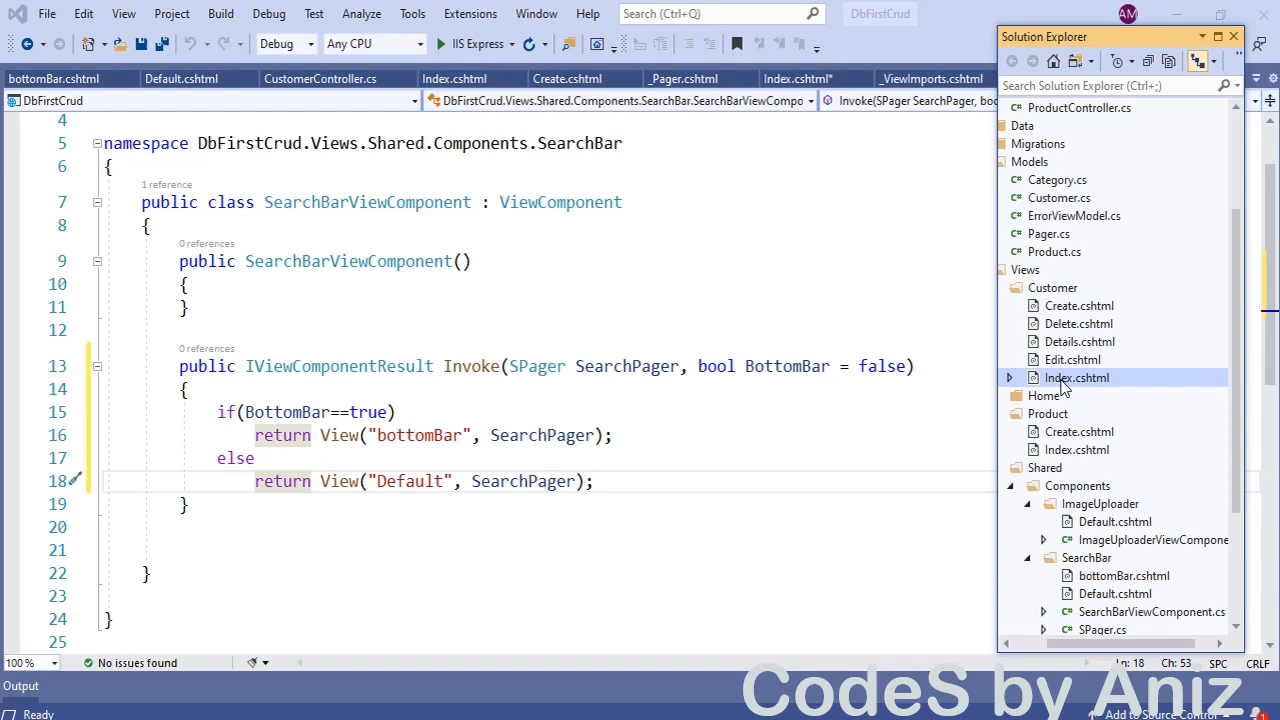 File Edit View Project Build Debug Test Analyze Tools Extensions Window Help Search (Ctrl+Q) DbFirstCrud AM
Debug Any CPU IIS Express
bottomBar.cshtml Default.cshtml CustomerController.cs Index.cshtml Create.cshtml _Pager.cshtml Index.cshtml* _ViewImports.cshtml
DbFirstCrud DbFirstCrud.Views.Shared.Components.SearchBar.SearchBarViewCompo Invoke(SPager SearchPager, boo
4
5 namespace DbFirstCrud.Views.Shared.Components.SearchBar
6 {
1 reference
7 public class SearchBarViewComponent : ViewComponent
8 {
0 references
9 public SearchBarViewComponent()
10 {
11 }
12
0 references
13 public IViewComponentResult Invoke(SPager SearchPager, bool BottomBar = false)
14 {
15 if(BottomBar==true)
16 return View("bottomBar", SearchPager);
17 else
18 return View("Default", SearchPager);
19 }
20
21
22 }
23
24 }
25
100 % No issues found Ln: 18 Ch: 53 SPC CRLF
Output
Ready Add to Source Control 1
Solution Explorer
Search Solution Explorer (Ctrl+;)
ProductController.cs
Data
Migrations
Models
Category.cs
Customer.cs
ErrorViewModel.cs
Pager.cs
Product.cs
Views
Customer
Create.cshtml
Delete.cshtml
Details.cshtml
Edit.cshtml
Index.cshtml
Home
Product
Create.cshtml
Index.cshtml
Shared
Components
ImageUploader
Default.cshtml
ImageUploaderViewCompone
SearchBar
bottomBar.cshtml
Default.cshtml
SearchBarViewComponent.cs
SPager.cs
CodeS by Aniz